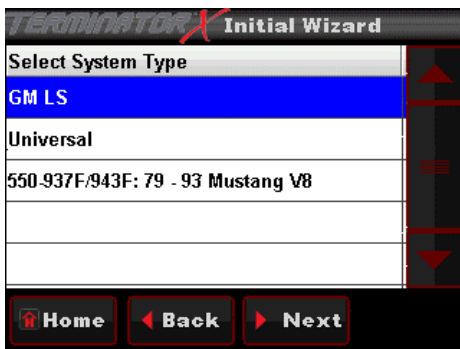 TERMINATOR X Initial Wizard
Select System Type
GM LS
Universal
550-937F/943F: 79 - 93 Mustang V8
Home Back Next